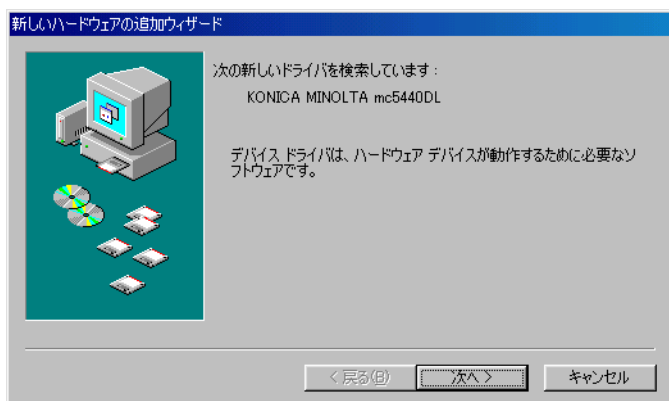 新しいハードウェアの追加ウィザード
次の新しいドライバを検索しています：
KONICA MINOLTA mc5440DL
デバイス ドライバは、ハードウェア デバイスが動作するために必要なソ
フトウェアです。
< 戻る(B)
次へ >
キャンセル